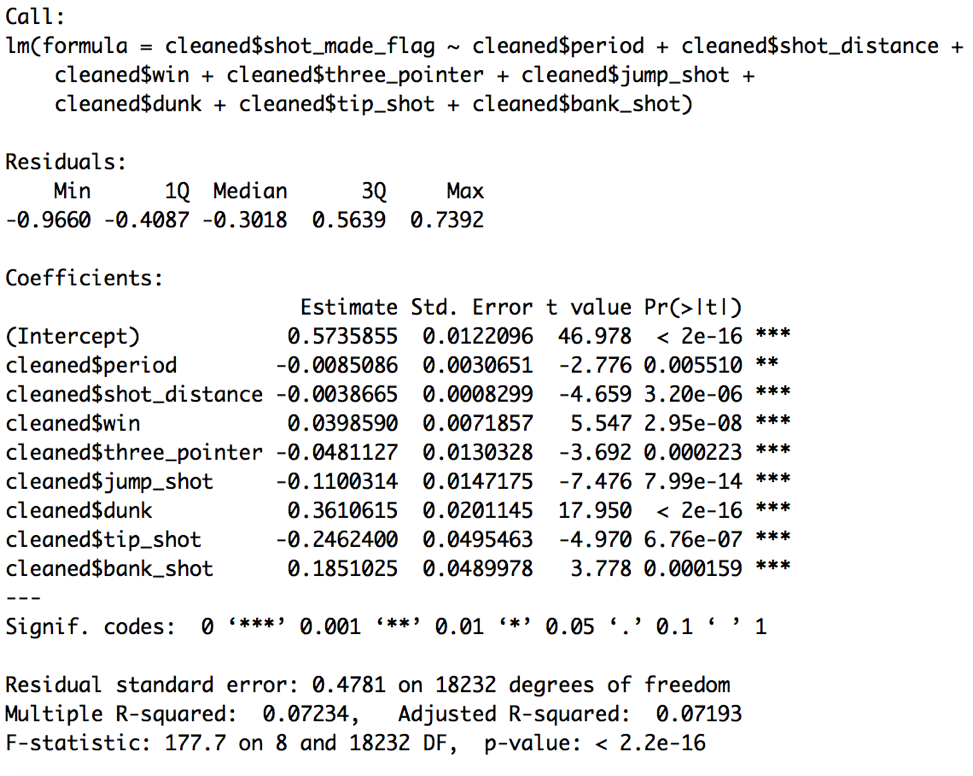 Call:
lm(formula = cleaned$shot_made_flag ~ cleaned$period + cleaned$shot_distance +
    cleaned$win + cleaned$three_pointer + cleaned$jump_shot +
    cleaned$dunk + cleaned$tip_shot + cleaned$bank_shot)

Residuals:
    Min      1Q  Median      3Q     Max
-0.9660 -0.4087 -0.3018  0.5639  0.7392

Coefficients:
                        Estimate Std. Error t value Pr(>|t|)
(Intercept)            0.5735855  0.0122096  46.978  < 2e-16 ***
cleaned$period        -0.0085086  0.0030651  -2.776 0.005510 **
cleaned$shot_distance -0.0038665  0.0008299  -4.659 3.20e-06 ***
cleaned$win            0.0398590  0.0071857   5.547 2.95e-08 ***
cleaned$three_pointer -0.0481127  0.0130328  -3.692 0.000223 ***
cleaned$jump_shot     -0.1100314  0.0147175  -7.476 7.99e-14 ***
cleaned$dunk           0.3610615  0.0201145  17.950  < 2e-16 ***
cleaned$tip_shot      -0.2462400  0.0495463  -4.970 6.76e-07 ***
cleaned$bank_shot      0.1851025  0.0489978   3.778 0.000159 ***
---
Signif. codes:  0 ‘***’ 0.001 ‘**’ 0.01 ‘*’ 0.05 ‘.’ 0.1 ‘ ’ 1

Residual standard error: 0.4781 on 18232 degrees of freedom
Multiple R-squared:  0.07234,	Adjusted R-squared:  0.07193
F-statistic: 177.7 on 8 and 18232 DF,  p-value: < 2.2e-16